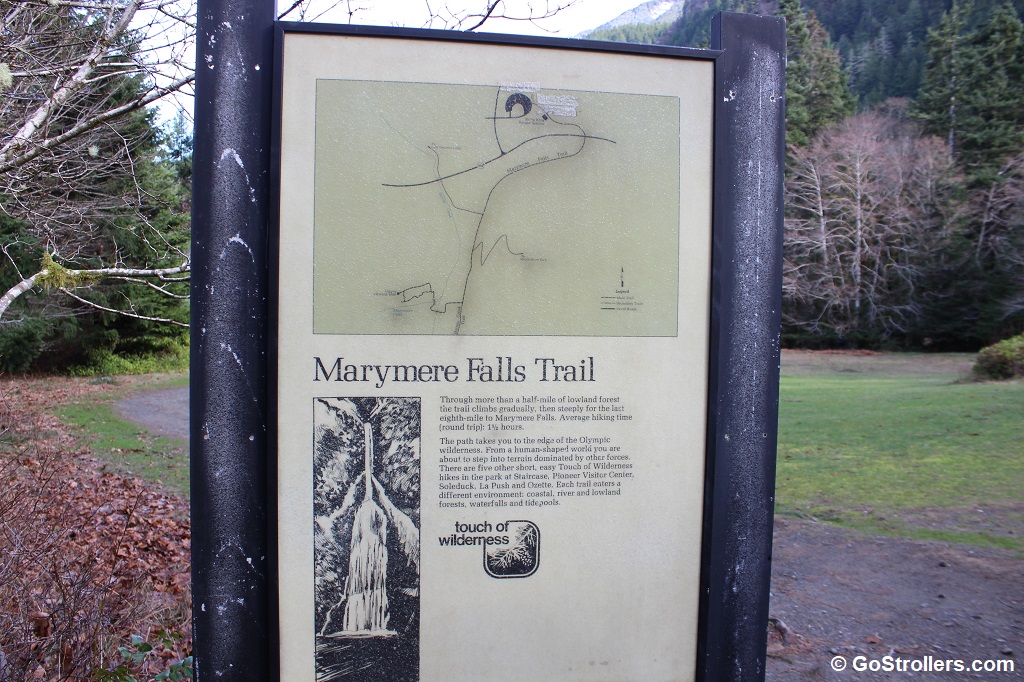 Marymere Falls Trail
Legend
Marymere Falls Trail
Through more than a half-mile of lowland forest
the trail climbs gradually, then steeply for the last
eighth-mile to Marymere Falls. Average hiking time
(round trip): 1½ hours.
The path takes you to the edge of the Olympic
wilderness. From a human-shaped world you are
about to step into terrain dominated by other forces.
There are five other short, easy Touch of Wilderness
hikes in the park at Staircase, Pioneer Visitor Center,
Soleduck, La Push and Ozette. Each trail enters a
different environment: coastal, river and lowland
forests, waterfalls and tidepools.
touch of
wilderness
© GoStrollers.com